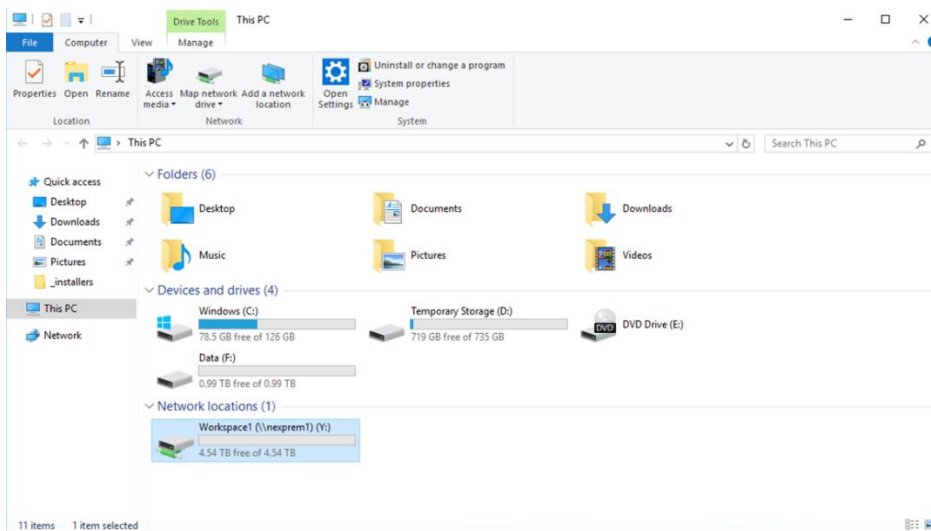 Drive Tools
This PC
File
Computer
View
Manage
Properties
Open
Rename
Access media
Map network drive
Add a network location
Open Settings
Uninstall or change a program
System properties
Manage
Location
Network
System
This PC
Search This PC
Quick access
Desktop
Downloads
Documents
Pictures
_installers
This PC
Network
Folders (6)
Desktop
Documents
Downloads
Music
Pictures
Videos
Devices and drives (4)
Windows (C:)
78.5 GB free of 126 GB
Temporary Storage (D:)
719 GB free of 735 GB
DVD
DVD Drive (E:)
Data (F:)
0.99 TB free of 0.99 TB
Network locations (1)
Workspace1 (\\nexprem1) (Y:)
4.54 TB free of 4.54 TB
11 items
1 item selected